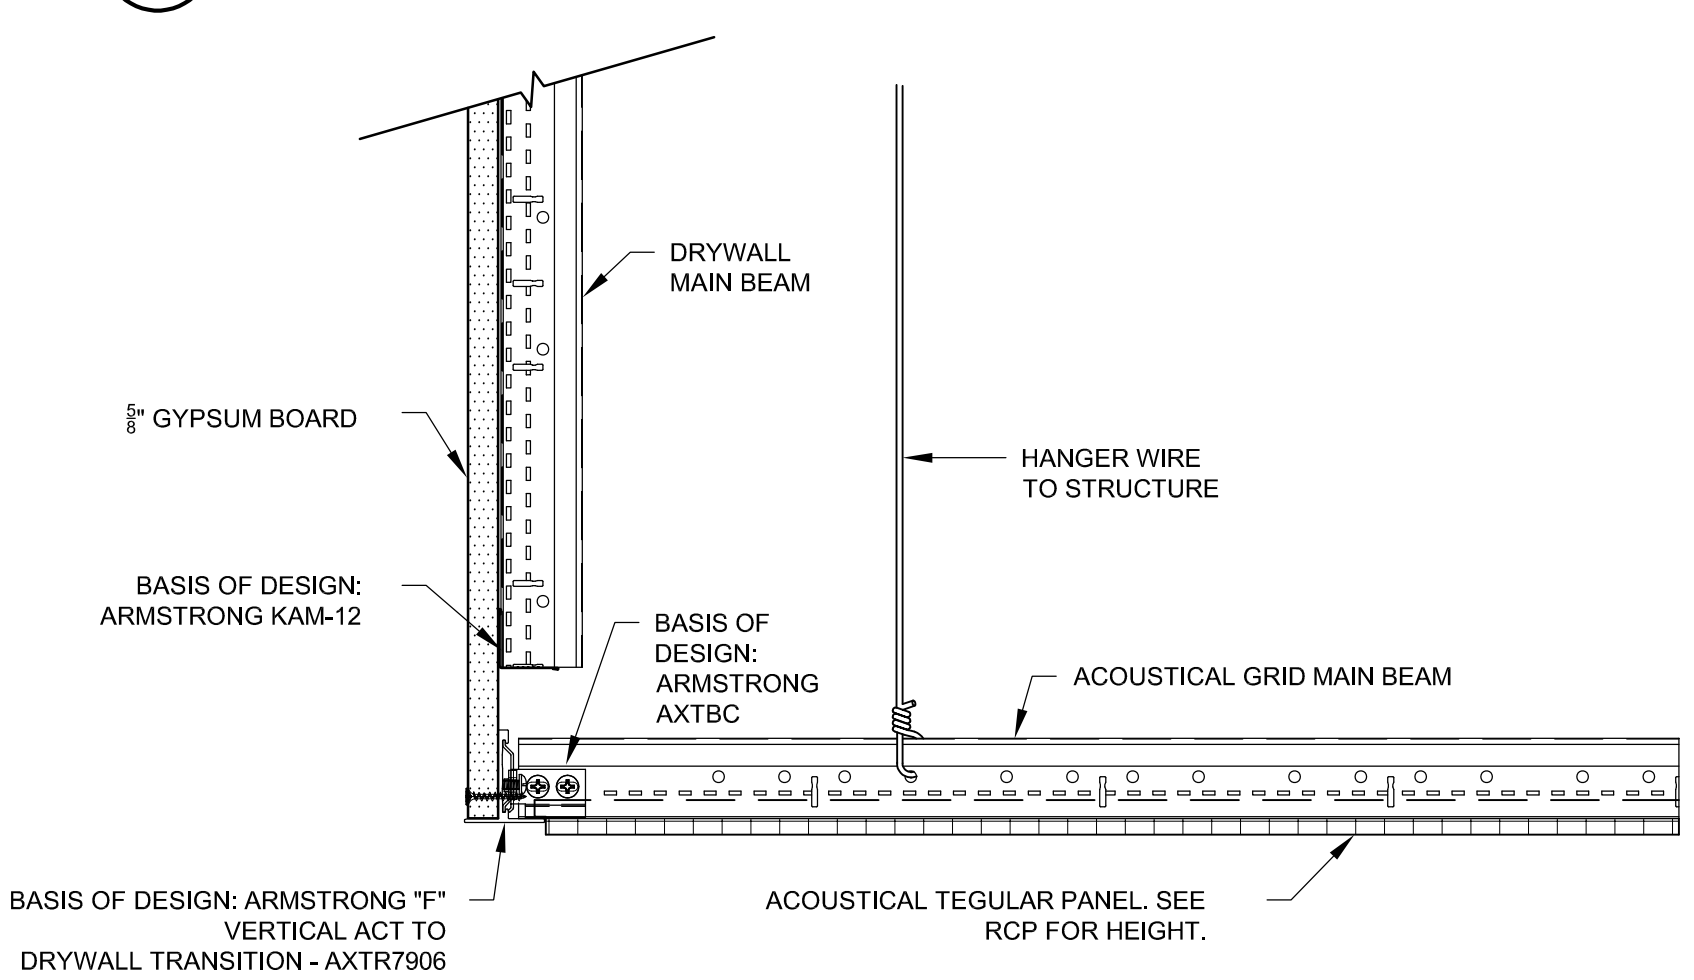 DRYWALL
MAIN BEAM
⅝" GYPSUM BOARD
HANGER WIRE
TO STRUCTURE
BASIS OF DESIGN:
ARMSTRONG KAM-12
BASIS OF
DESIGN:
ARMSTRONG
AXTBC
ACOUSTICAL GRID MAIN BEAM
BASIS OF DESIGN: ARMSTRONG "F"
VERTICAL ACT TO
DRYWALL TRANSITION - AXTR7906
ACOUSTICAL TEGULAR PANEL. SEE
RCP FOR HEIGHT.